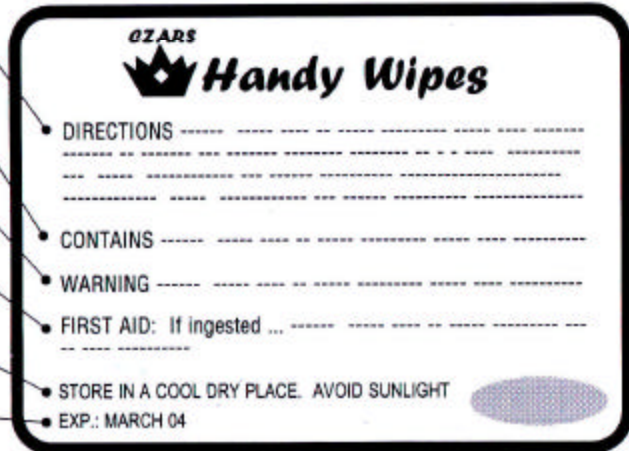 CZARS
Handy Wipes
DIRECTIONS
CONTAINS
WARNING
FIRST AID: If ingested ...
STORE IN A COOL DRY PLACE. AVOID SUNLIGHT
EXP.: MARCH 04